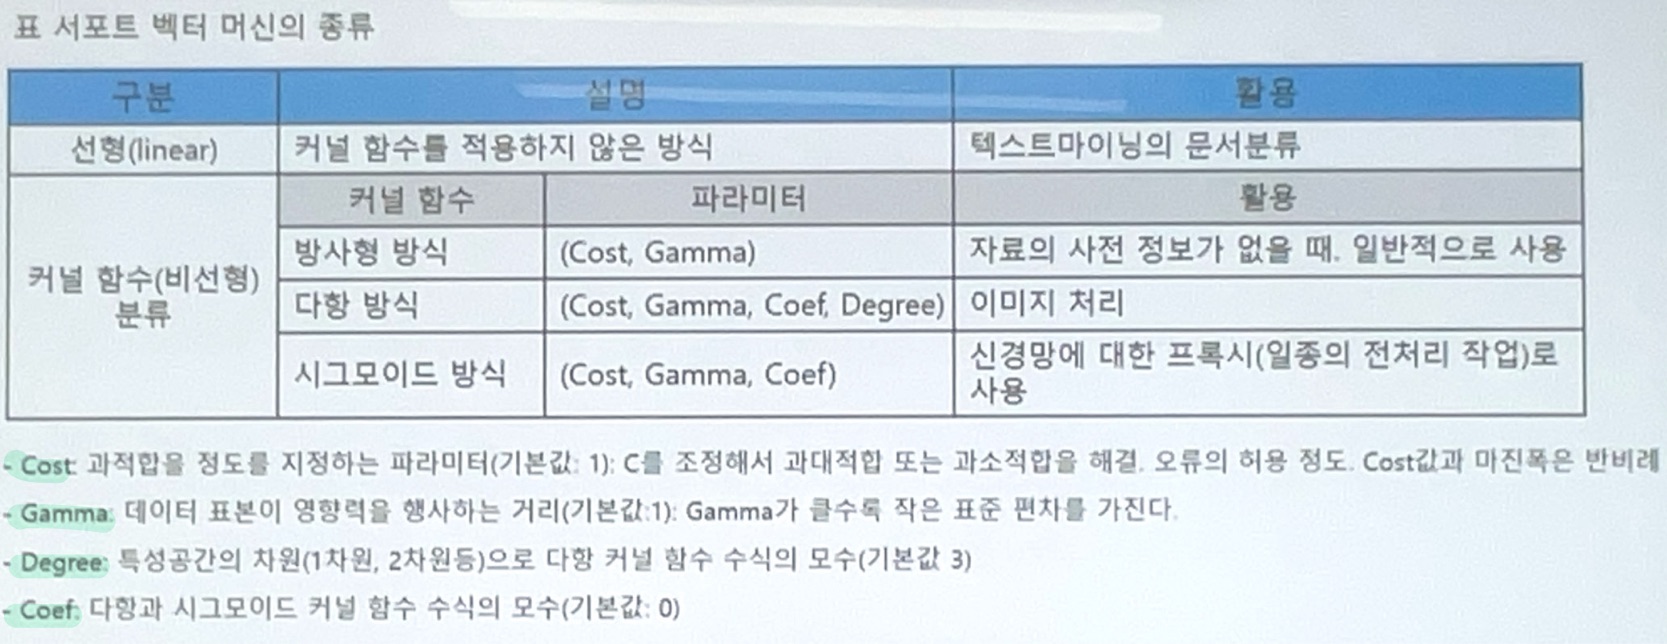 표 서포트 벡터 머신의 종류
구분 설명 활용
선형(linear) 커널 함수를 적용하지 않은 방식 텍스트마이닝의 문서분류
커널 함수 파라미터 활용
커널 함수(비선형)
분류
방사형 방식 (Cost, Gamma) 자료의 사전 정보가 없을 때. 일반적으로 사용
다항 방식 (Cost, Gamma, Coef, Degree) 이미지 처리
시그모이드 방식 (Cost, Gamma, Coef) 신경망에 대한 프록시(일종의 전처리 작업)로
사용
- Cost: 과적합을 정도를 지정하는 파라미터(기본값: 1): C를 조정해서 과대적합 또는 과소적합을 해결. 오류의 허용 정도. Cost값과 마진폭은 반비례
- Gamma: 데이터 표본이 영향력을 행사하는 거리(기본값:1): Gamma가 클수록 작은 표준 편차를 가진다.
- Degree: 특성공간의 차원(1차원, 2차원등)으로 다항 커널 함수 수식의 모수(기본값 3)
- Coef: 다항과 시그모이드 커널 함수 수식의 모수(기본값: 0)